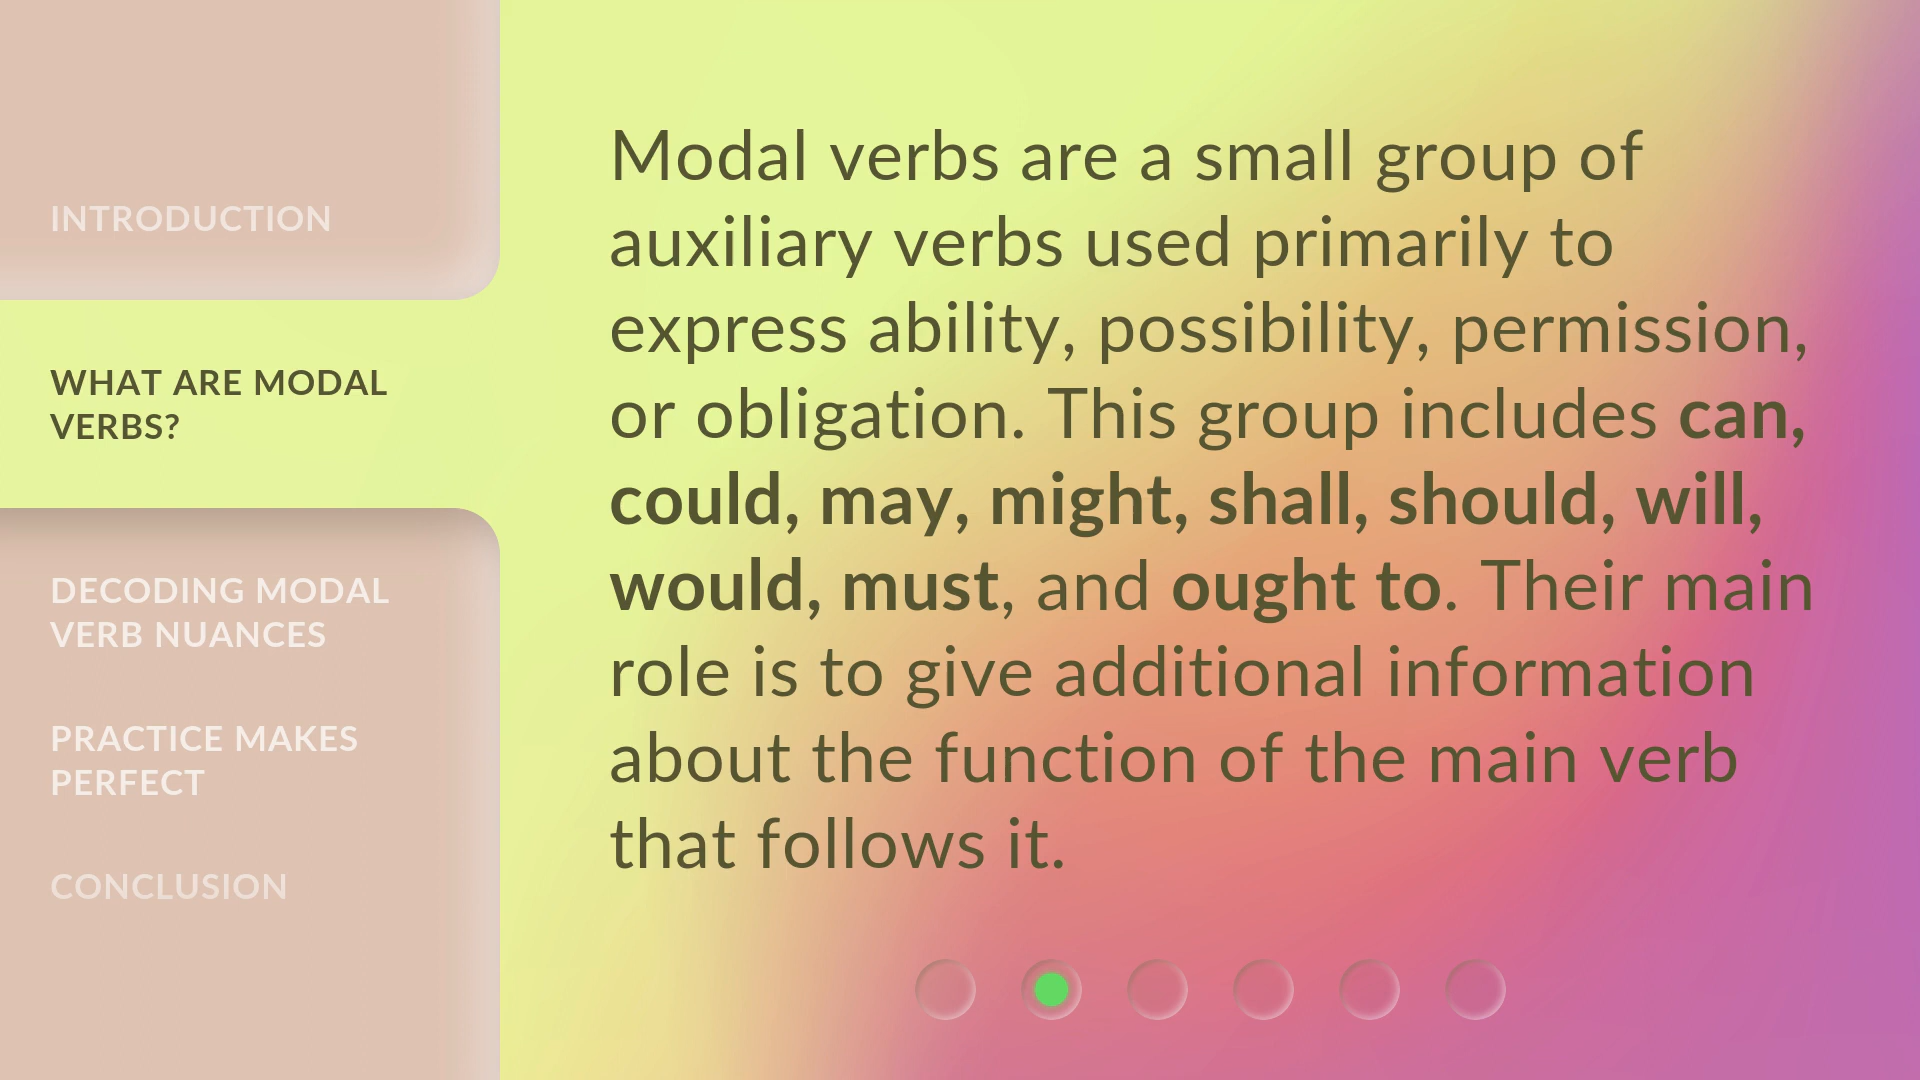 INTRODUCTION
WHAT ARE MODAL
VERBS?
DECODING MODAL
VERB NUANCES
PRACTICE MAKES
PERFECT
CONCLUSION
Modal verbs are a small group of
auxiliary verbs used primarily to
express ability, possibility, permission,
or obligation. This group includes can,
could, may, might, shall, should, will,
would, must, and ought to. Their main
role is to give additional information
about the function of the main verb
that follows it.